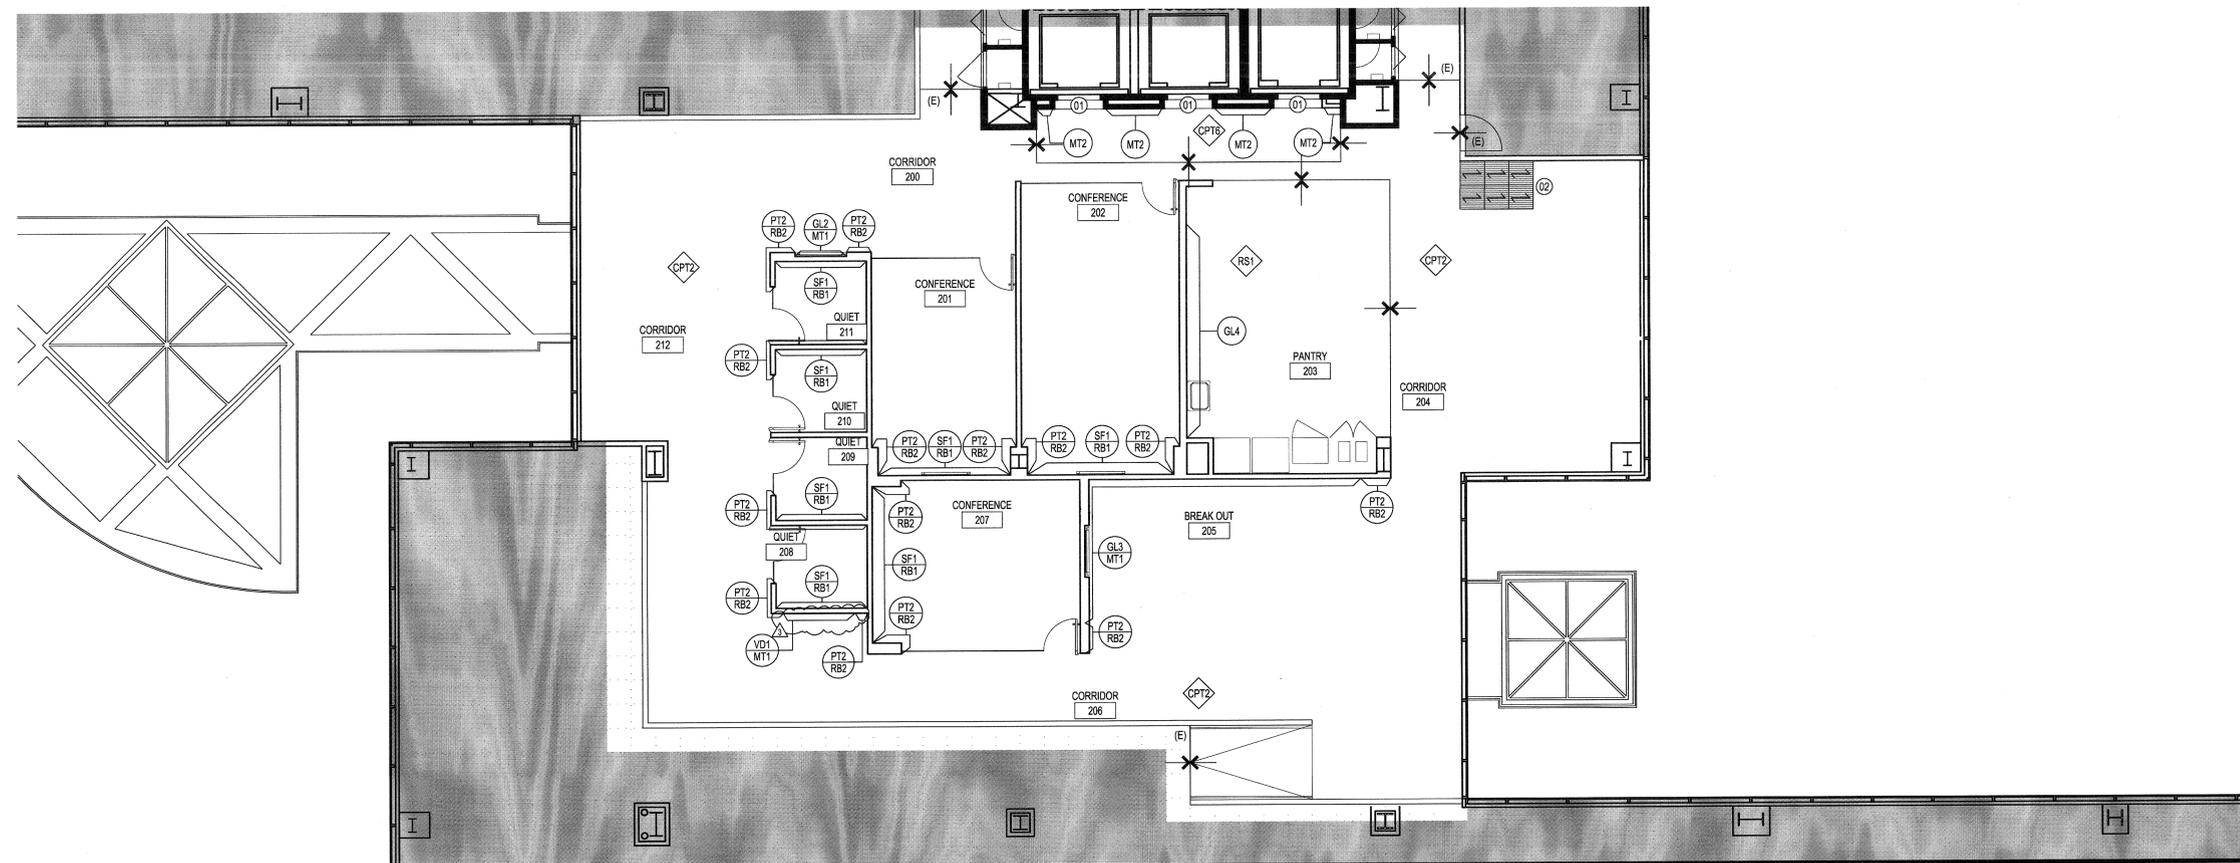 (E)
(E)
(E)
01
01
01
MT2
MT2
MT2
MT2
CPT6
CORRIDOR
200
02
CONFERENCE
202
PT2
RB2
GL2
MT1
PT2
RB2
CPT2
RS1
CPT2
SF1
RB1
CONFERENCE
201
QUIET
211
CORRIDOR
212
GL4
PT2
RB2
SF1
RB1
PANTRY
203
CORRIDOR
204
QUIET
210
QUIET
209
PT2
RB2
SF1
RB1
PT2
RB2
PT2
RB2
SF1
RB1
PT2
RB2
SF1
RB1
PT2
RB2
PT2
RB2
CONFERENCE
207
BREAK OUT
205
PT2
RB2
QUIET
208
GL3
MT1
SF1
RB1
SF1
RB1
PT2
RB2
PT2
RB2
PT2
RB2
3
VD1
MT1
PT2
RB2
CORRIDOR
206
CPT2
(E)